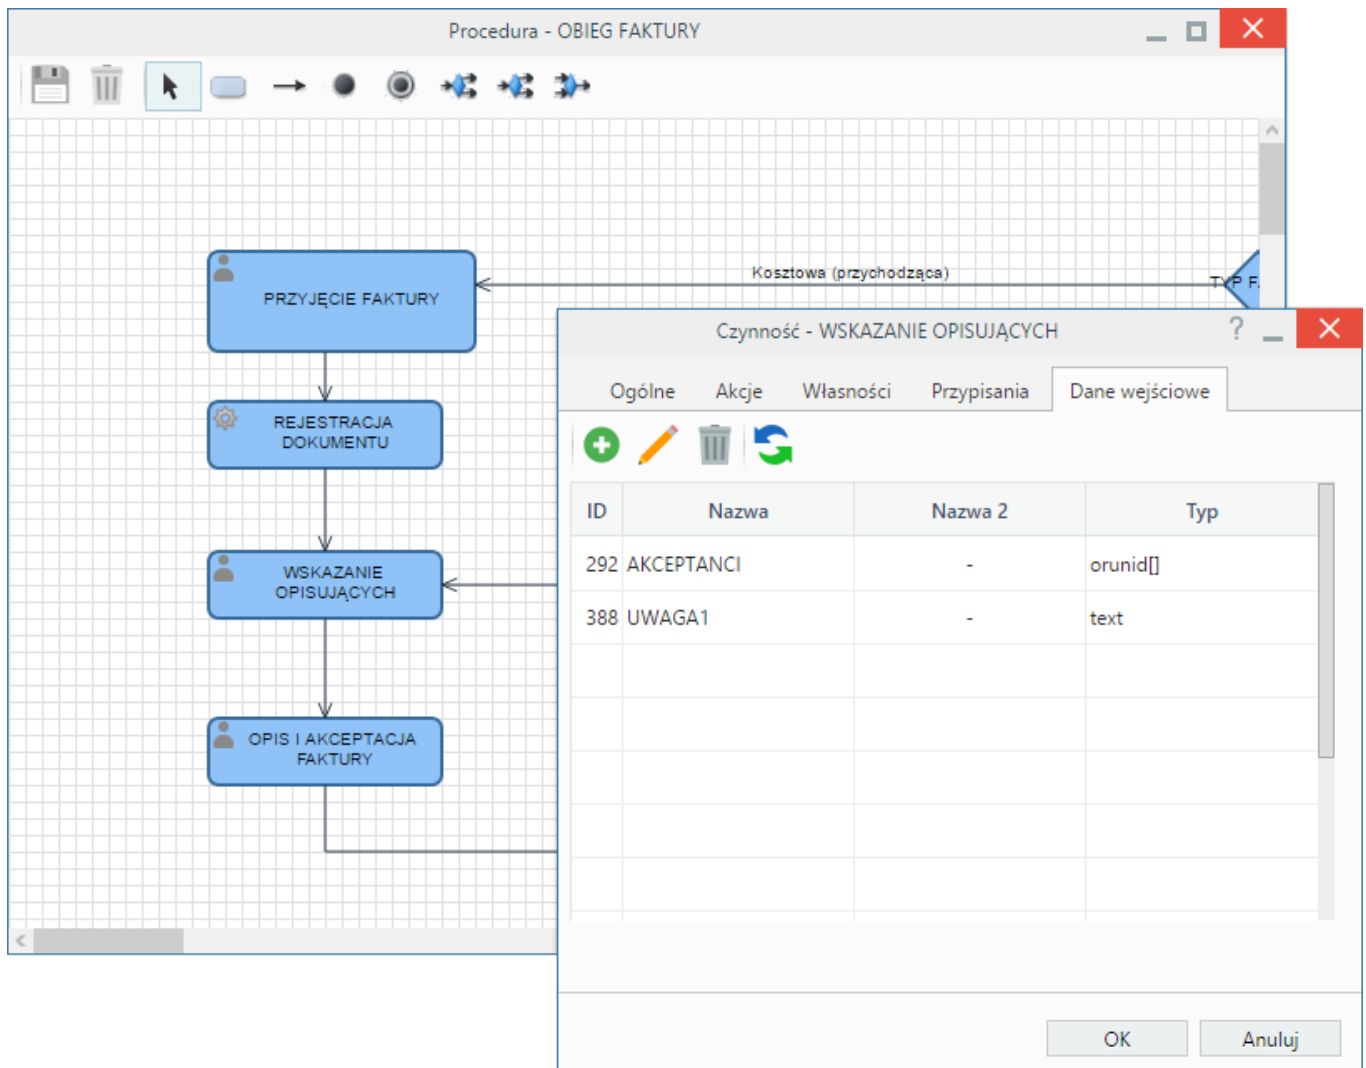 Procedura - OBIEG FAKTURY
Kosztowa (przychodząca)
TYP F
PRZYJĘCIE FAKTURY
REJESTRACJA
DOKUMENTU
WSKAZANIE
OPISUJĄCYCH
OPIS I AKCEPTACJA
FAKTURY
Czynność - WSKAZANIE OPISUJĄCYCH
?
Ogólne Akcje Własności Przypisania Dane wejściowe
ID Nazwa Nazwa 2 Typ
292 AKCEPTANCI - orunid[]
388 UWAGA1 - text
OK Anuluj